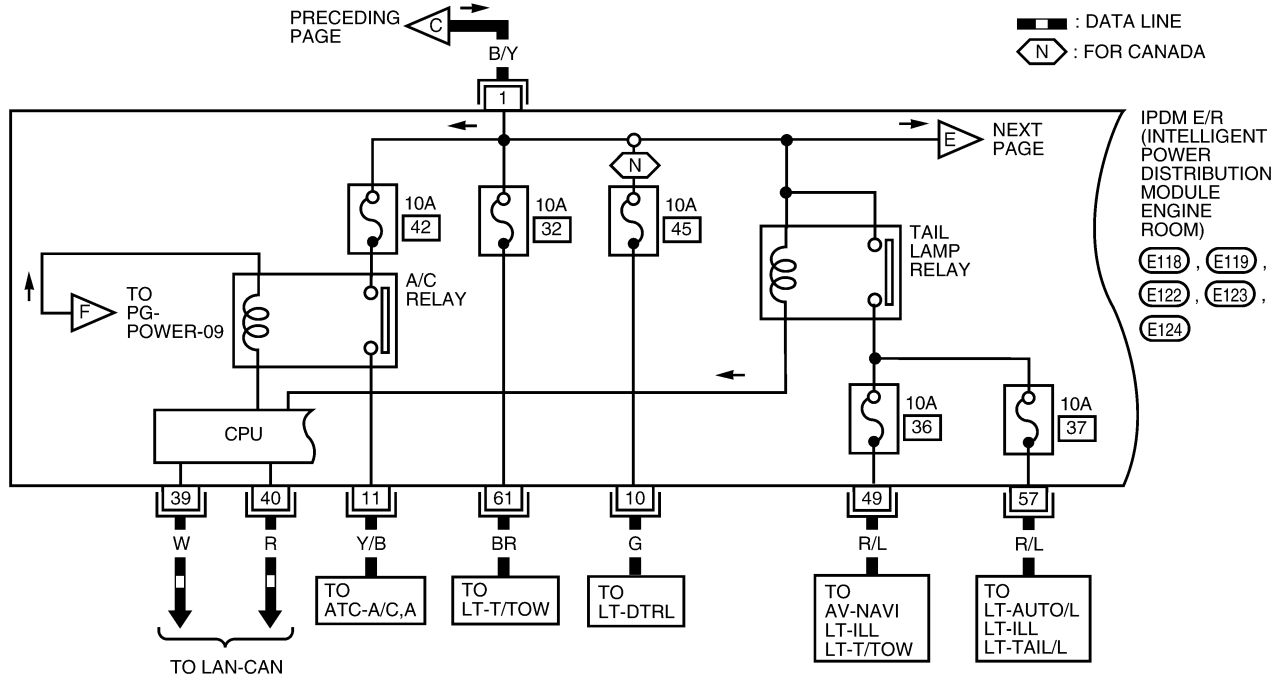 PRECEDING
PAGE
C
: DATA LINE
N : FOR CANADA
B/Y
1
IPDM E/R
(INTELLIGENT
POWER
DISTRIBUTION
MODULE
ENGINE
ROOM)
E118 , E119 ,
E122 , E123 ,
E124
E
NEXT
PAGE
N
10A
42
10A
32
10A
45
TAIL
LAMP
RELAY
A/C
RELAY
F
TO
PG-
POWER-09
CPU
10A
36
10A
37
39
40
11
61
10
49
57
W
R
Y/B
BR
G
R/L
R/L
TO
ATC-A/C,A
TO
LT-T/TOW
TO
LT-DTRL
TO
AV-NAVI
LT-ILL
LT-T/TOW
TO
LT-AUTO/L
LT-ILL
LT-TAIL/L
TO LAN-CAN